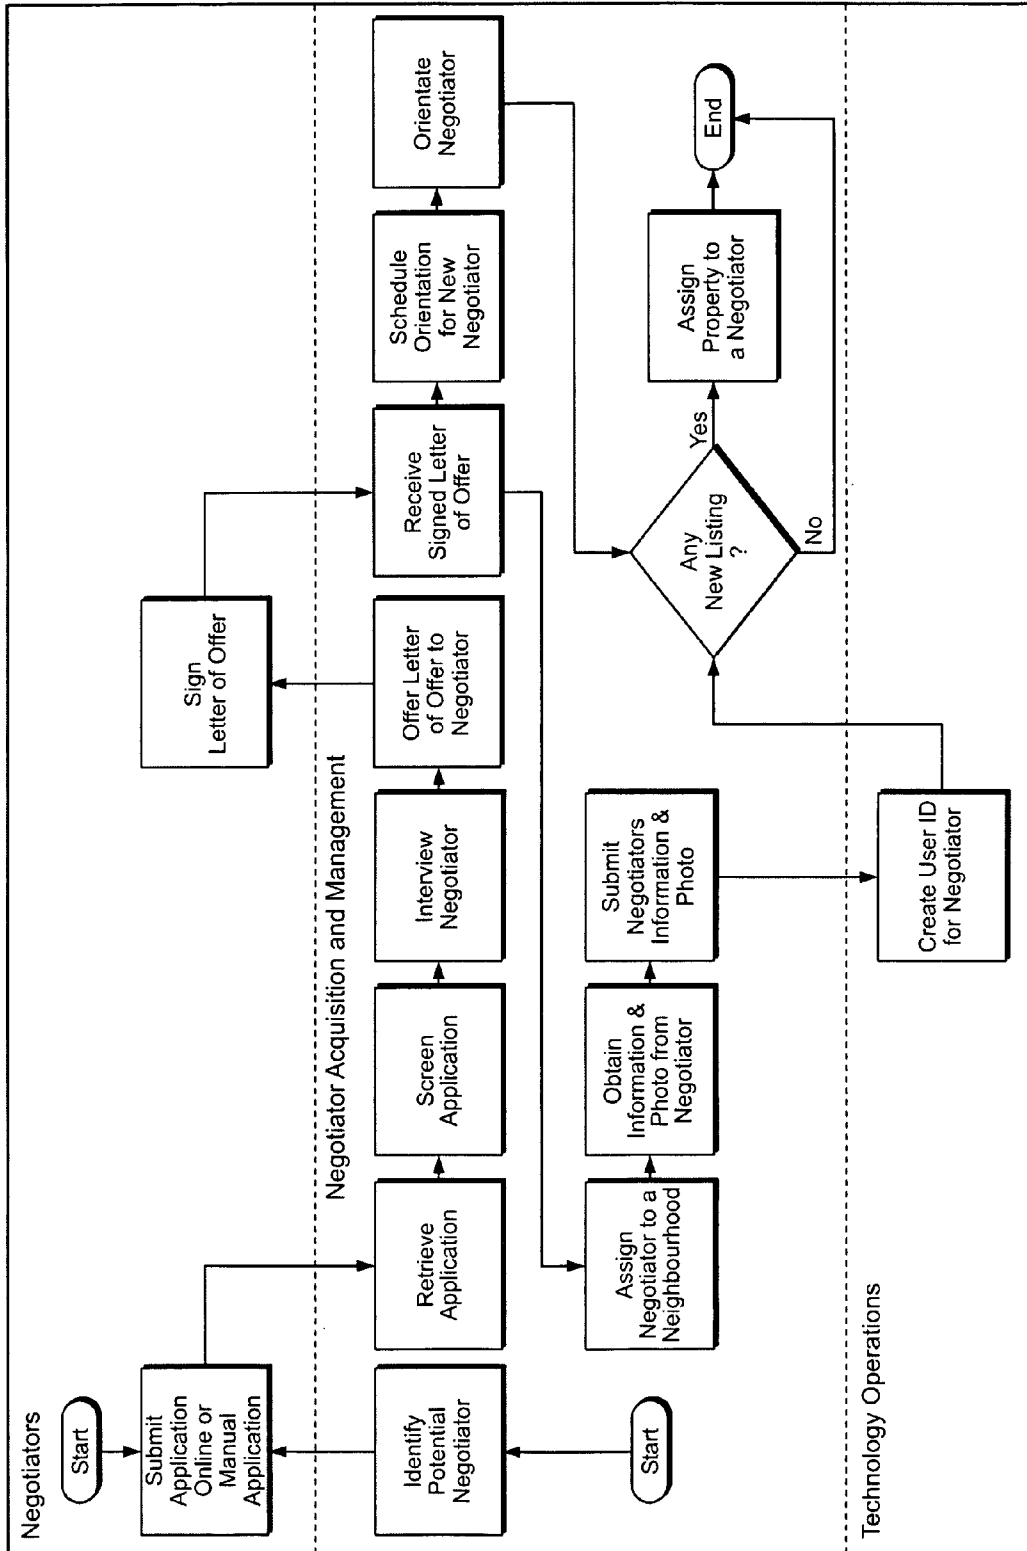 Negotiators
Start
Submit
Application
Online or
Manual
Application
Sign
Letter of Offer
Negotiator Acquisition and Management
Identify
Potential
Negotiator
Retrieve
Application
Screen
Application
Interview
Negotiator
Offer Letter
of Offer to
Negotiator
Receive
Signed Letter
of Offer
Schedule
Orientation
for New
Negotiator
Orientate
Negotiator
Start
Assign
Negotiator to a
Neighbourhood
Obtain
Information &
Photo from
Negotiator
Submit
Negotiators
Information &
Photo
Any
New Listing
?
Yes
No
Assign
Property to
a Negotiator
End
Technology Operations
Create User ID
for Negotiator